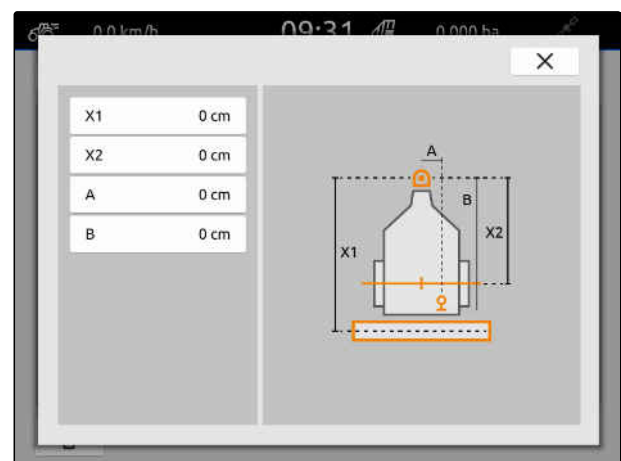 0.0 km/h 09:31 0.000 ha
X1 0 cm
X2 0 cm
A 0 cm
B 0 cm
A
B
X2
X1